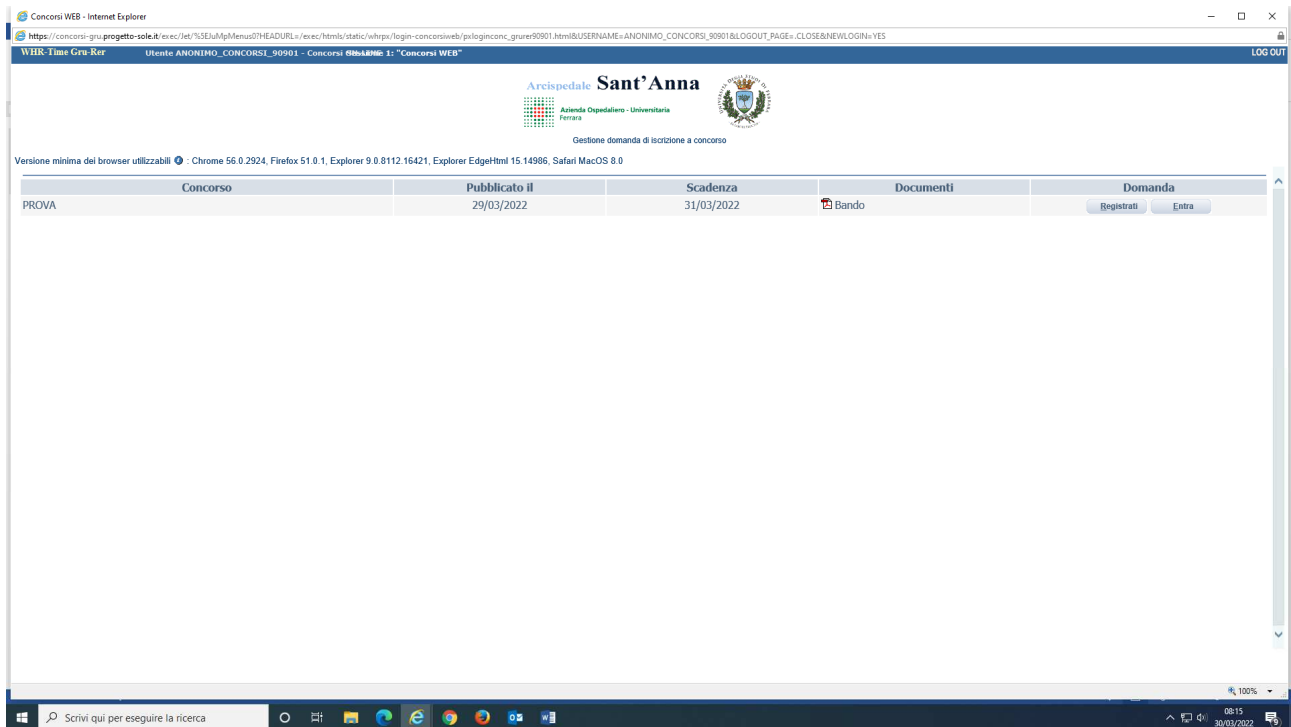 Concorsi WEB - Internet Explorer
https://concorsi-gru.progetto-sole.it/exec/Jet/%5EJuMpMenus0?HEADURL=/exec/htmls/static/whrpx/login-concorsiweb/pxloginconc_grurer90901.html&USERNAME=ANONIMO_CONCORSI_90901&LOGOUT_PAGE=.CLOSE&NEWLOGIN=YES
WHR-Time Gru-Rer Utente ANONIMO_CONCORSI_90901 - Concorsi 1: "Concorsi WEB" LOG OUT
Arcispedale Sant'Anna
Azienda Ospedaliero - Universitaria
Ferrara
Gestione domanda di iscrizione a concorso
Versione minima dei browser utilizzabili : Chrome 56.0.2924, Firefox 51.0.1, Explorer 9.0.8112.16421, Explorer EdgeHtml 15.14986, Safari MacOS 8.0
Concorso Pubblicato il Scadenza Documenti Domanda
PROVA 29/03/2022 31/03/2022 Bando Registrati Entra
100%
Scrivi qui per eseguire la ricerca 08:15
30/03/2022